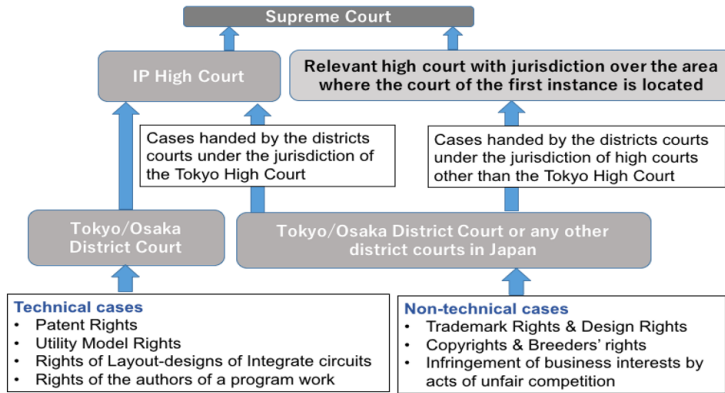 Supreme Court
IP High Court
Relevant high court with jurisdiction over the area
where the court of the first instance is located
Cases handed by the districts
courts under the jurisdiction of
the Tokyo High Court
Cases handed by the districts courts
under the jurisdiction of high courts
other than the Tokyo High Court
Tokyo/Osaka
District Court
Tokyo/Osaka District Court or any other
district courts in Japan
Technical cases
• Patent Rights
• Utility Model Rights
• Rights of Layout-designs of Integrate circuits
• Rights of the authors of a program work
Non-technical cases
• Trademark Rights & Design Rights
• Copyrights & Breeders' rights
• Infringement of business interests by
acts of unfair competition